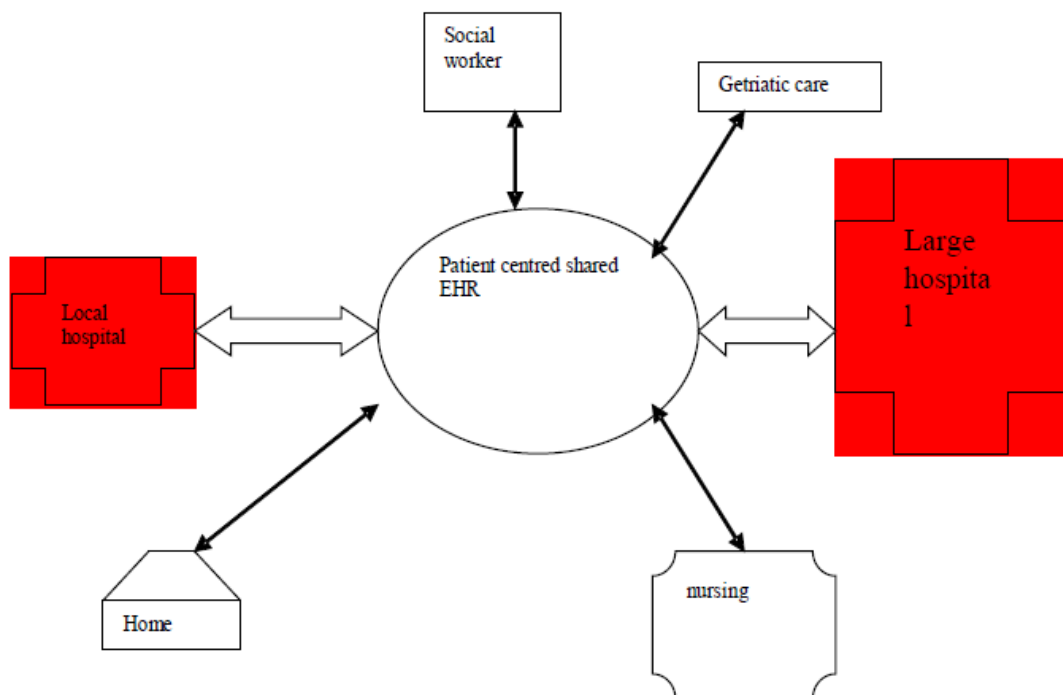 Social
worker
Getriatic care
Large
hospita
l
Patient centred shared
EHR
Local
hospital
nursing
Home